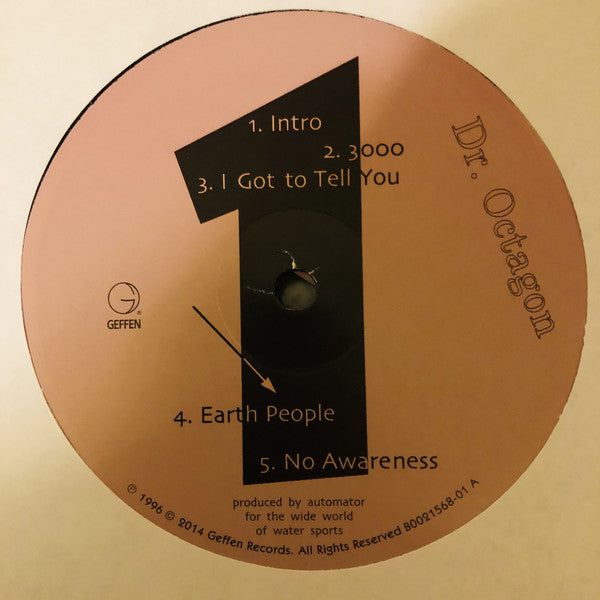 1
1. Intro
2. 3000
3. I Got to Tell You
Dr. Octagon
G®
GEFFEN
4. Earth People
5. No Awareness
produced by automator
for the wide world
of water sports
℗ 1996 © 2014 Geffen Records. All Rights Reserved B0021568-01 A